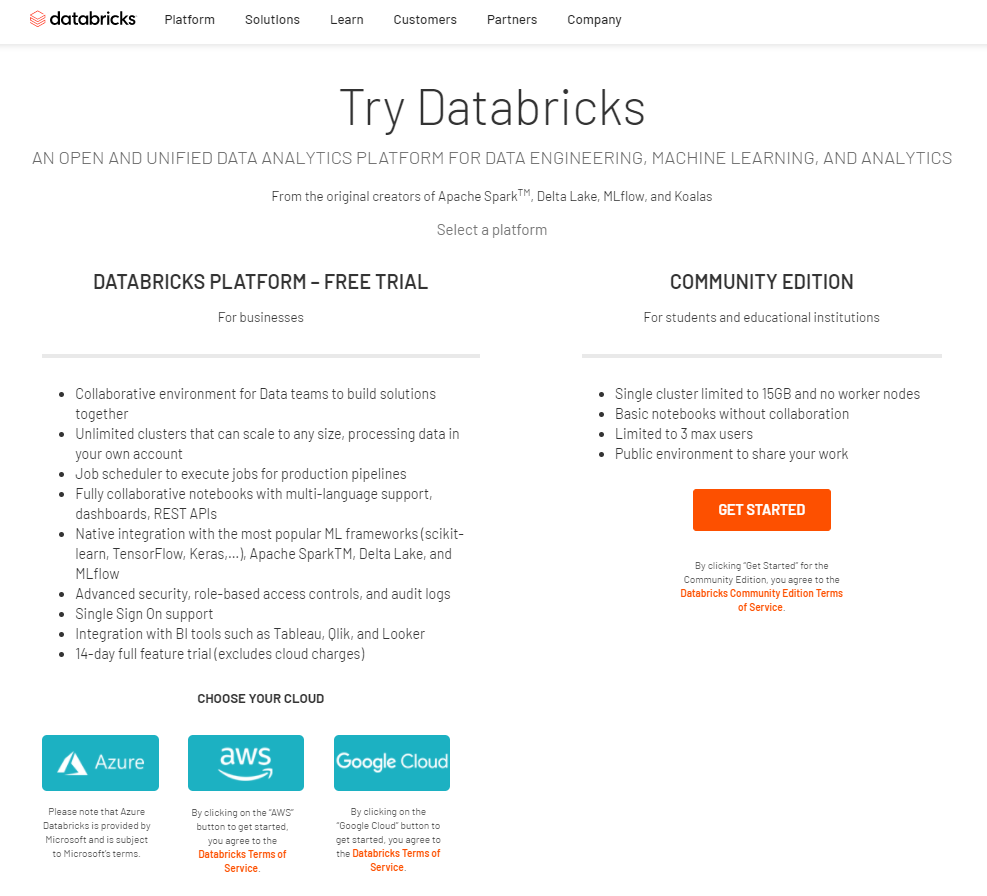 databricks Platform Solutions Learn Customers Partners Company
Try Databricks
AN OPEN AND UNIFIED DATA ANALYTICS PLATFORM FOR DATA ENGINEERING, MACHINE LEARNING, AND ANALYTICS
From the original creators of Apache Spark™, Delta Lake, MLflow, and Koalas
Select a platform
DATABRICKS PLATFORM – FREE TRIAL
For businesses
• Collaborative environment for Data teams to build solutions
together
• Unlimited clusters that can scale to any size, processing data in
your own account
• Job scheduler to execute jobs for production pipelines
• Fully collaborative notebooks with multi-language support,
dashboards, REST APIs
• Native integration with the most popular ML frameworks (scikit-
learn, TensorFlow, Keras,...), Apache SparkTM, Delta Lake, and
MLflow
• Advanced security, role-based access controls, and audit logs
• Single Sign On support
• Integration with BI tools such as Tableau, Qlik, and Looker
• 14-day full feature trial (excludes cloud charges)
CHOOSE YOUR CLOUD
Azure
Please note that Azure
Databricks is provided by
Microsoft and is subject
to Microsoft's terms.
aws
By clicking on the "AWS"
button to get started,
you agree to the
Databricks Terms of
Service.
Google Cloud
By clicking on the
"Google Cloud" button to
get started, you agree to
the Databricks Terms of
Service.
COMMUNITY EDITION
For students and educational institutions
• Single cluster limited to 15GB and no worker nodes
• Basic notebooks without collaboration
• Limited to 3 max users
• Public environment to share your work
GET STARTED
By clicking "Get Started" for the
Community Edition, you agree to the
Databricks Community Edition Terms
of Service.